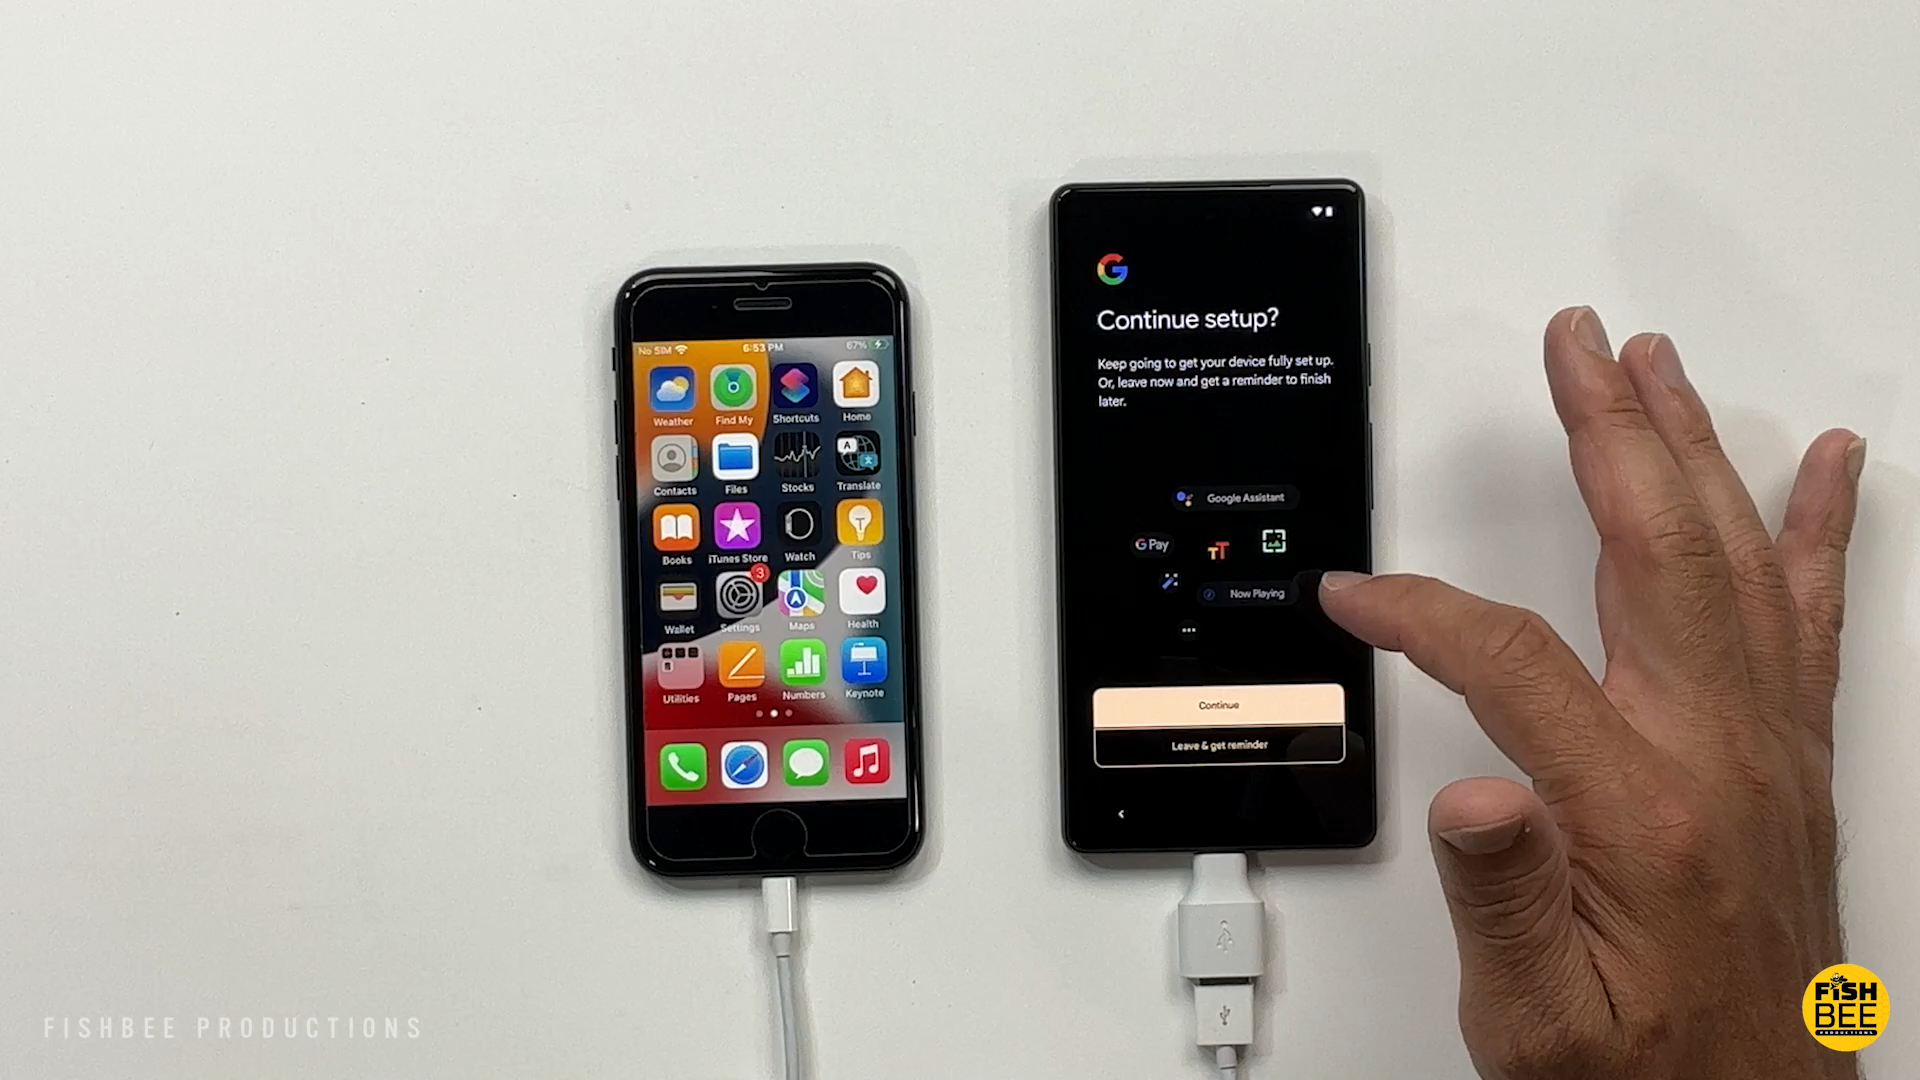 No SIM 6:53 PM 67%
Weather Find My Shortcuts Home
Contacts Files Stocks Translate
Books iTunes Store Watch Tips
3
Wallet Settings Maps Health
Utilities Pages Numbers Keynote
G
Continue setup?
Keep going to get your device fully set up.
Or, leave now and get a reminder to finish
later.
Google Assistant
G Pay
TT
Now Playing
Continue
Leave & get reminder
FISHBEE PRODUCTIONS
FISH
BEE
PRODUCTIONS